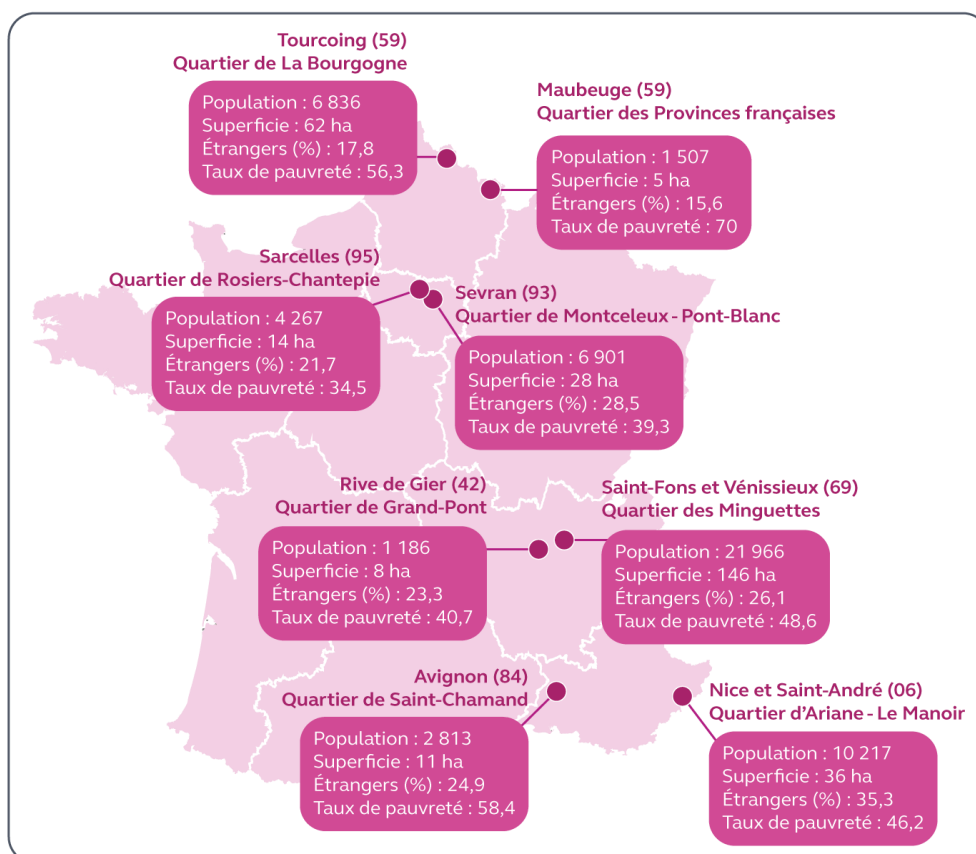 Tourcoing (59)
Quartier de La Bourgogne
Population : 6 836
Superficie : 62 ha
Étrangers (%) : 17,8
Taux de pauvreté : 56,3
Maubeuge (59)
Quartier des Provinces françaises
Population : 1 507
Superficie : 5 ha
Étrangers (%) : 15,6
Taux de pauvreté : 70
Sarcelles (95)
Quartier de Rosiers-Chantepie
Population : 4 267
Superficie : 14 ha
Étrangers (%) : 21,7
Taux de pauvreté : 34,5
Sevran (93)
Quartier de Montceleux - Pont-Blanc
Population : 6 901
Superficie : 28 ha
Étrangers (%) : 28,5
Taux de pauvreté : 39,3
Rive de Gier (42)
Quartier de Grand-Pont
Population : 1 186
Superficie : 8 ha
Étrangers (%) : 23,3
Taux de pauvreté : 40,7
Saint-Fons et Vénissieux (69)
Quartier des Minguettes
Population : 21 966
Superficie : 146 ha
Étrangers (%) : 26,1
Taux de pauvreté : 48,6
Avignon (84)
Quartier de Saint-Chamand
Population : 2 813
Superficie : 11 ha
Étrangers (%) : 24,9
Taux de pauvreté : 58,4
Nice et Saint-André (06)
Quartier d'Ariane - Le Manoir
Population : 10 217
Superficie : 36 ha
Étrangers (%) : 35,3
Taux de pauvreté : 46,2